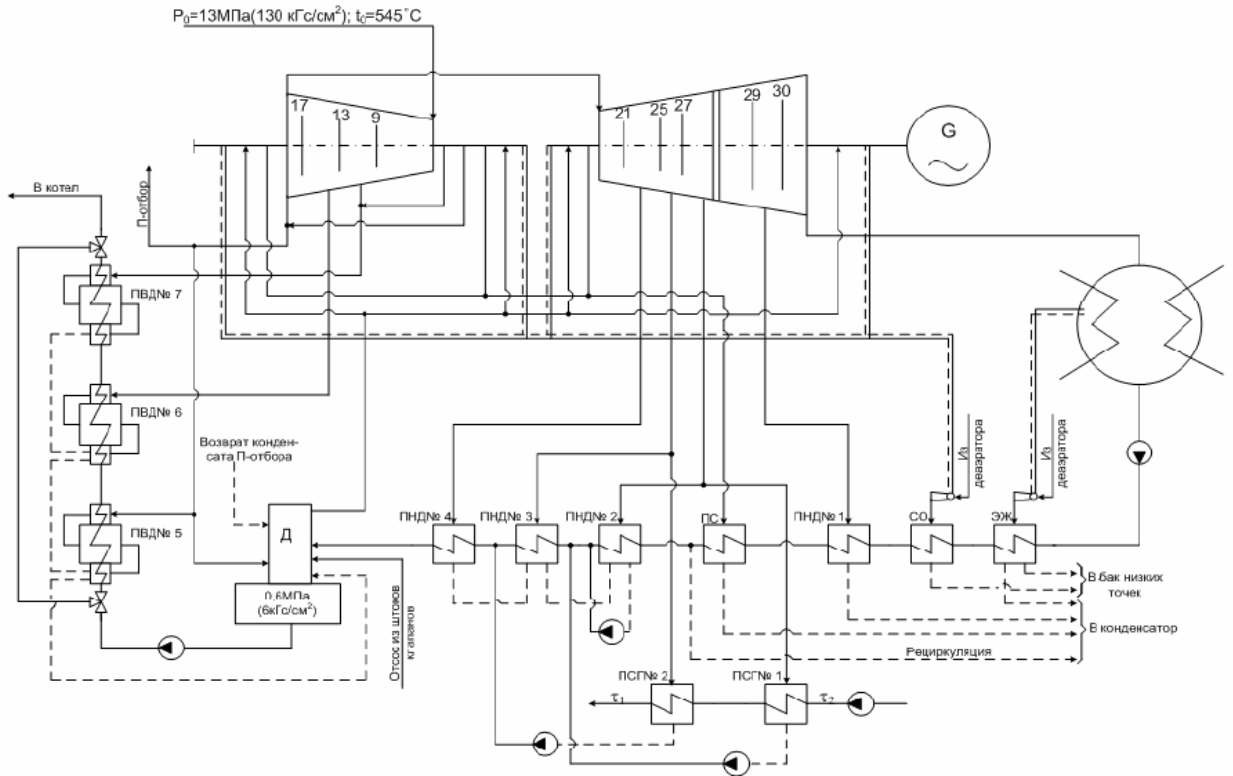 P₀=13МПа(130 кГс/см²); t₀=545˚С
17
13
9
21
25
27
29
30
G
В котел
П-отбор
ПВД№ 7
ПВД№ 6
ПВД№ 5
Возврат конден-
сата П-отбора
Д
0,6МПа
(6кГс/см²)
Отсос из штоков
клапанов
ПНД№ 4
ПНД№ 3
ПНД№ 2
ПС
ПНД№ 1
СО
ЭЖ
Из
деаэратора
Из
деаэратора
В бак низких
точек
В конденсатор
Рециркуляция
ПСГ№ 2
ПСГ№ 1
τ₁
τ₂